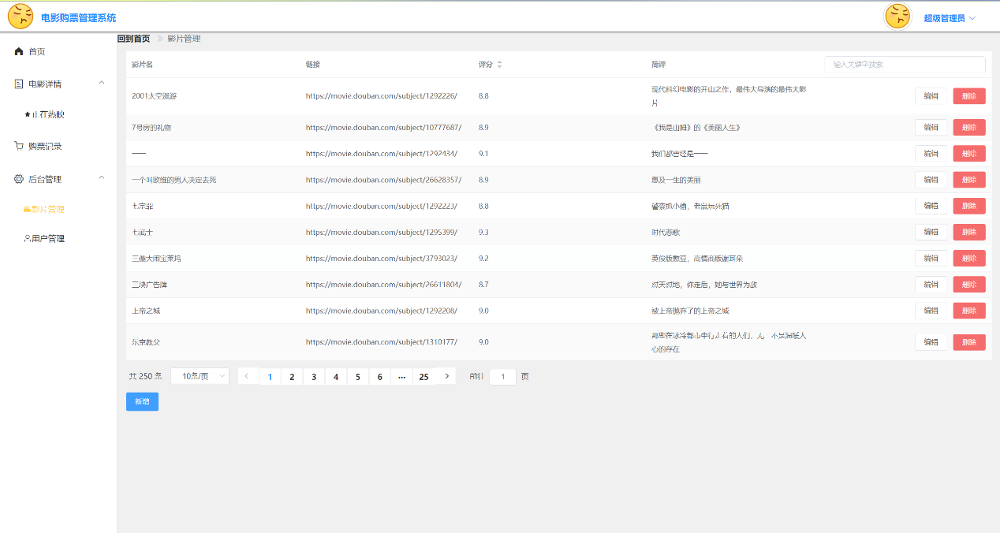 电影购票管理系统
超级管理员
首页
电影详情
正在热映
购票记录
后台管理
影片管理
用户管理
回到首页 影片管理
影片名 链接 评分 简评 输入关键字搜索
2001太空漫游 https://movie.douban.com/subject/1292226/ 8.8 现代科幻电影的开山之作，最伟大导演的最伟大影
片 编辑 删除
7号房的礼物 https://movie.douban.com/subject/10777687/ 8.9 《我是山姆》的《美丽人生》 编辑 删除
一一 https://movie.douban.com/subject/1292434/ 9.1 我们都曾经是一一 编辑 删除
一个叫欧维的男人决定去死 https://movie.douban.com/subject/26628357/ 8.9 惠及一生的美丽 编辑 删除
七宗罪 https://movie.douban.com/subject/1292223/ 8.8 警察抓小偷，老鼠玩死猫 编辑 删除
七武士 https://movie.douban.com/subject/1295399/ 9.3 时代悲歌 编辑 删除
三傻大闹宝莱坞 https://movie.douban.com/subject/3793023/ 9.2 英俊版憨豆，高情商版谢耳朵 编辑 删除
三块广告牌 https://movie.douban.com/subject/26611804/ 8.7 怼天怼地，你走后，她与世界为敌 编辑 删除
上帝之城 https://movie.douban.com/subject/1292208/ 9.0 被上帝抛弃了的上帝之城 编辑 删除
东京教父 https://movie.douban.com/subject/1310177/ 9.0 那些在冰冷都市中行走着的人们，无一不是温暖人
心的存在 编辑 删除
共 250 条 10条/页 1 2 3 4 5 6 ··· 25 前往 1 页
新增